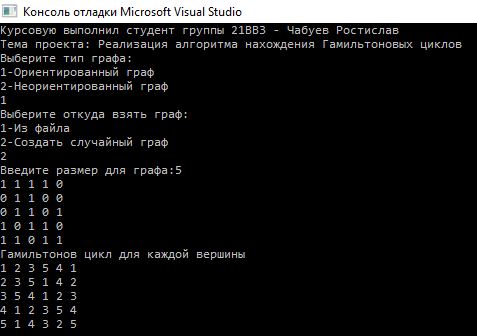 Консоль отладки Microsoft Visual Studio
Курсовую выполнил студент группы 21ВВ3 - Чабуев Ростислав
Тема проекта: Реализация алгоритма нахождения Гамильтоновых циклов
Выберите тип графа:
1-Ориентированный граф
2-Неориентированный граф
1
Выберите откуда взять граф:
1-Из файла
2-Создать случайный граф
2
Введите размер для графа:5
1 1 1 1 0
0 1 1 0 0
0 1 1 0 1
1 0 1 1 0
1 1 0 1 1
Гамильтонов цикл для каждой вершины
1 2 3 5 4 1
2 3 5 1 4 2
3 5 4 1 2 3
4 1 2 3 5 4
5 1 4 3 2 5